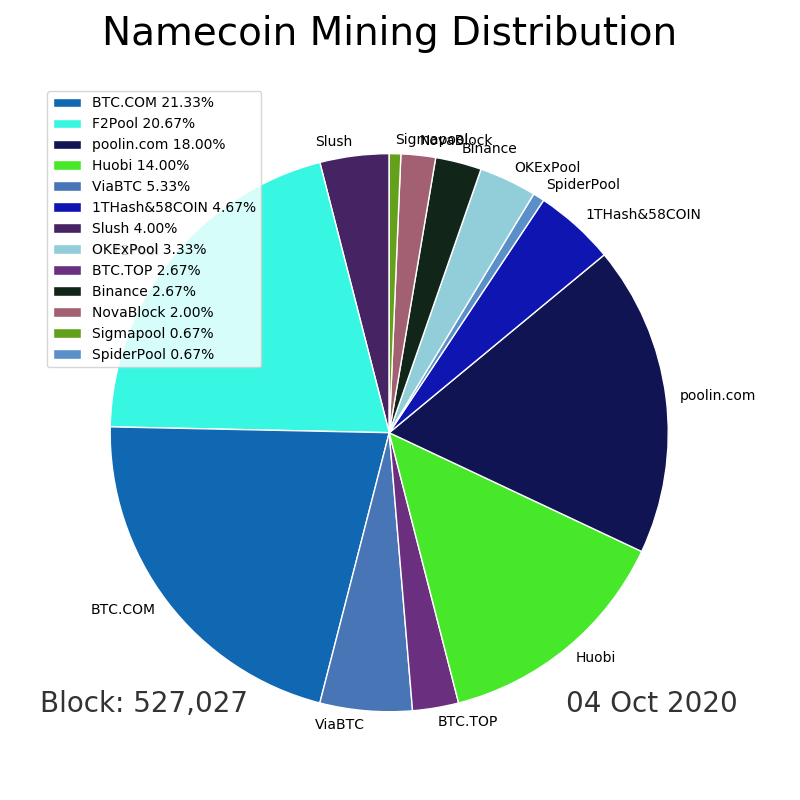 Namecoin Mining Distribution
BTC.COM 21.33%
F2Pool 20.67%
poolin.com 18.00%
Huobi 14.00%
ViaBTC 5.33%
1THash&58COIN 4.67%
Slush 4.00%
OKExPool 3.33%
BTC.TOP 2.67%
Binance 2.67%
NovaBlock 2.00%
Sigmapool 0.67%
SpiderPool 0.67%
Slush
Sigmapool
NovaBlock
Binance
OKExPool
SpiderPool
1THash&58COIN
poolin.com
Huobi
BTC.TOP
ViaBTC
BTC.COM
Block: 527,027
04 Oct 2020